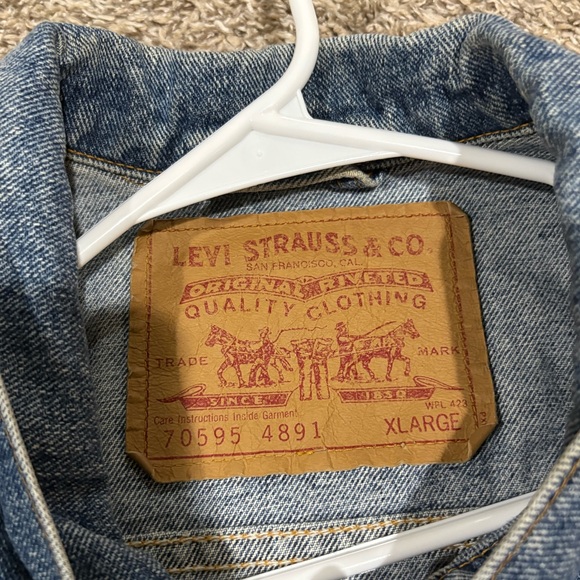 LEVI STRAUSS & CO.
SAN FRANCISCO, CAL.
ORIGINAL RIVETED
QUALITY CLOTHING
TRADE MARK
SINCE 1850
WPL 423
Care Instructions Inside Garment
70595 4891 XLARGE